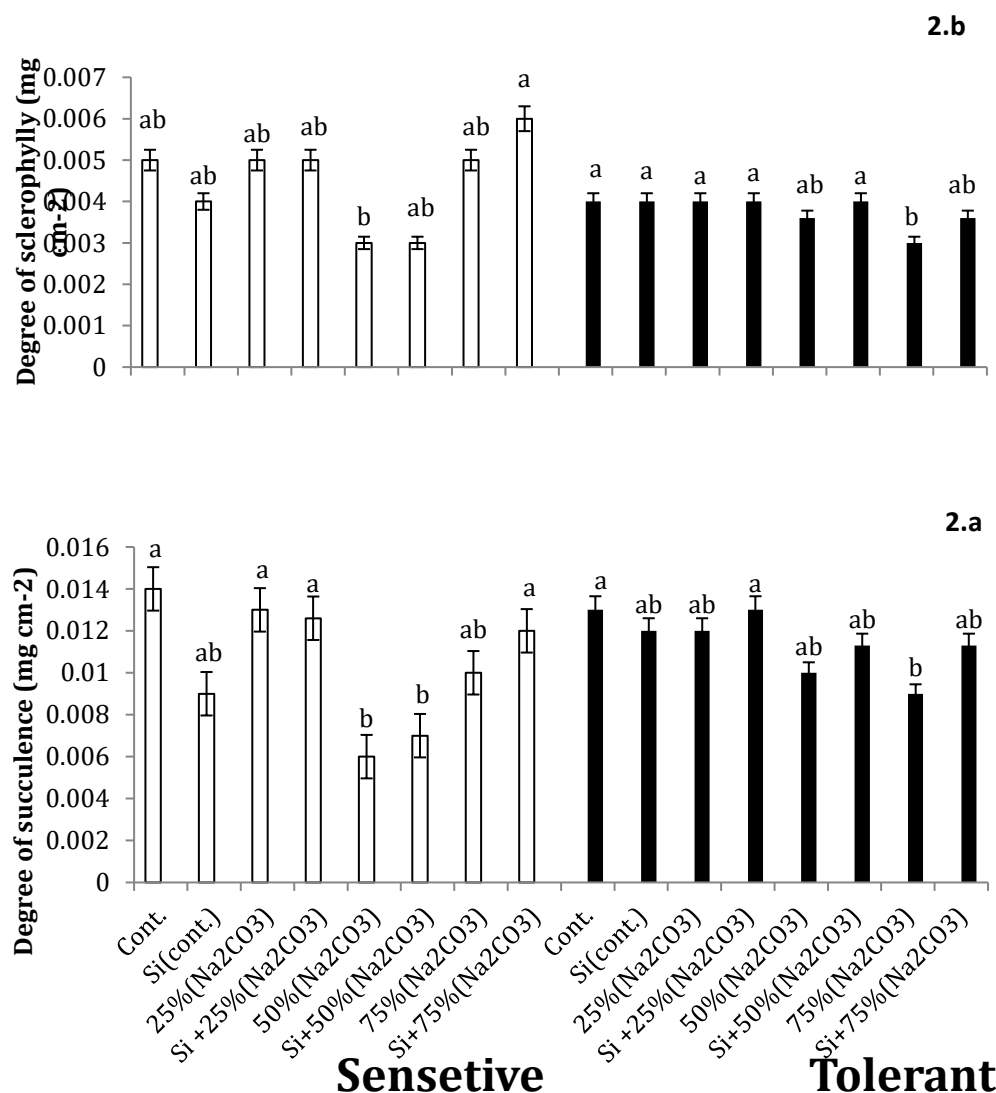 2.b
Degree of sclerophylly (mg
cm-2)
0.007
0.006
0.005
0.004
0.003
0.002
0.001
0
ab ab ab ab b ab ab a a a a a ab a b ab
2.a
Degree of succulence (mg cm-2)
0.016
0.014
0.012
0.01
0.008
0.006
0.004
0.002
0
a ab a a b b ab a a ab ab a ab ab b ab
Cont.
Si(cont.)
25%(Na2CO3)
Si +25%(Na2CO3)
50%(Na2CO3)
Si+50%(Na2CO3)
75%(Na2CO3)
Si+75%(Na2CO3)
Cont.
Si(cont.)
25%(Na2CO3)
Si +25%(Na2CO3)
50%(Na2CO3)
Si+50%(Na2CO3)
75%(Na2CO3)
Si+75%(Na2CO3)
Sensetive
Tolerant